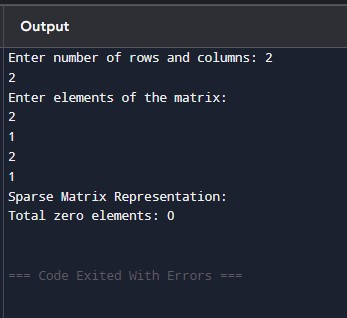 Output
Enter number of rows and columns: 2
2
Enter elements of the matrix:
2
1
2
1
Sparse Matrix Representation:
Total zero elements: 0
=== Code Exited With Errors ===